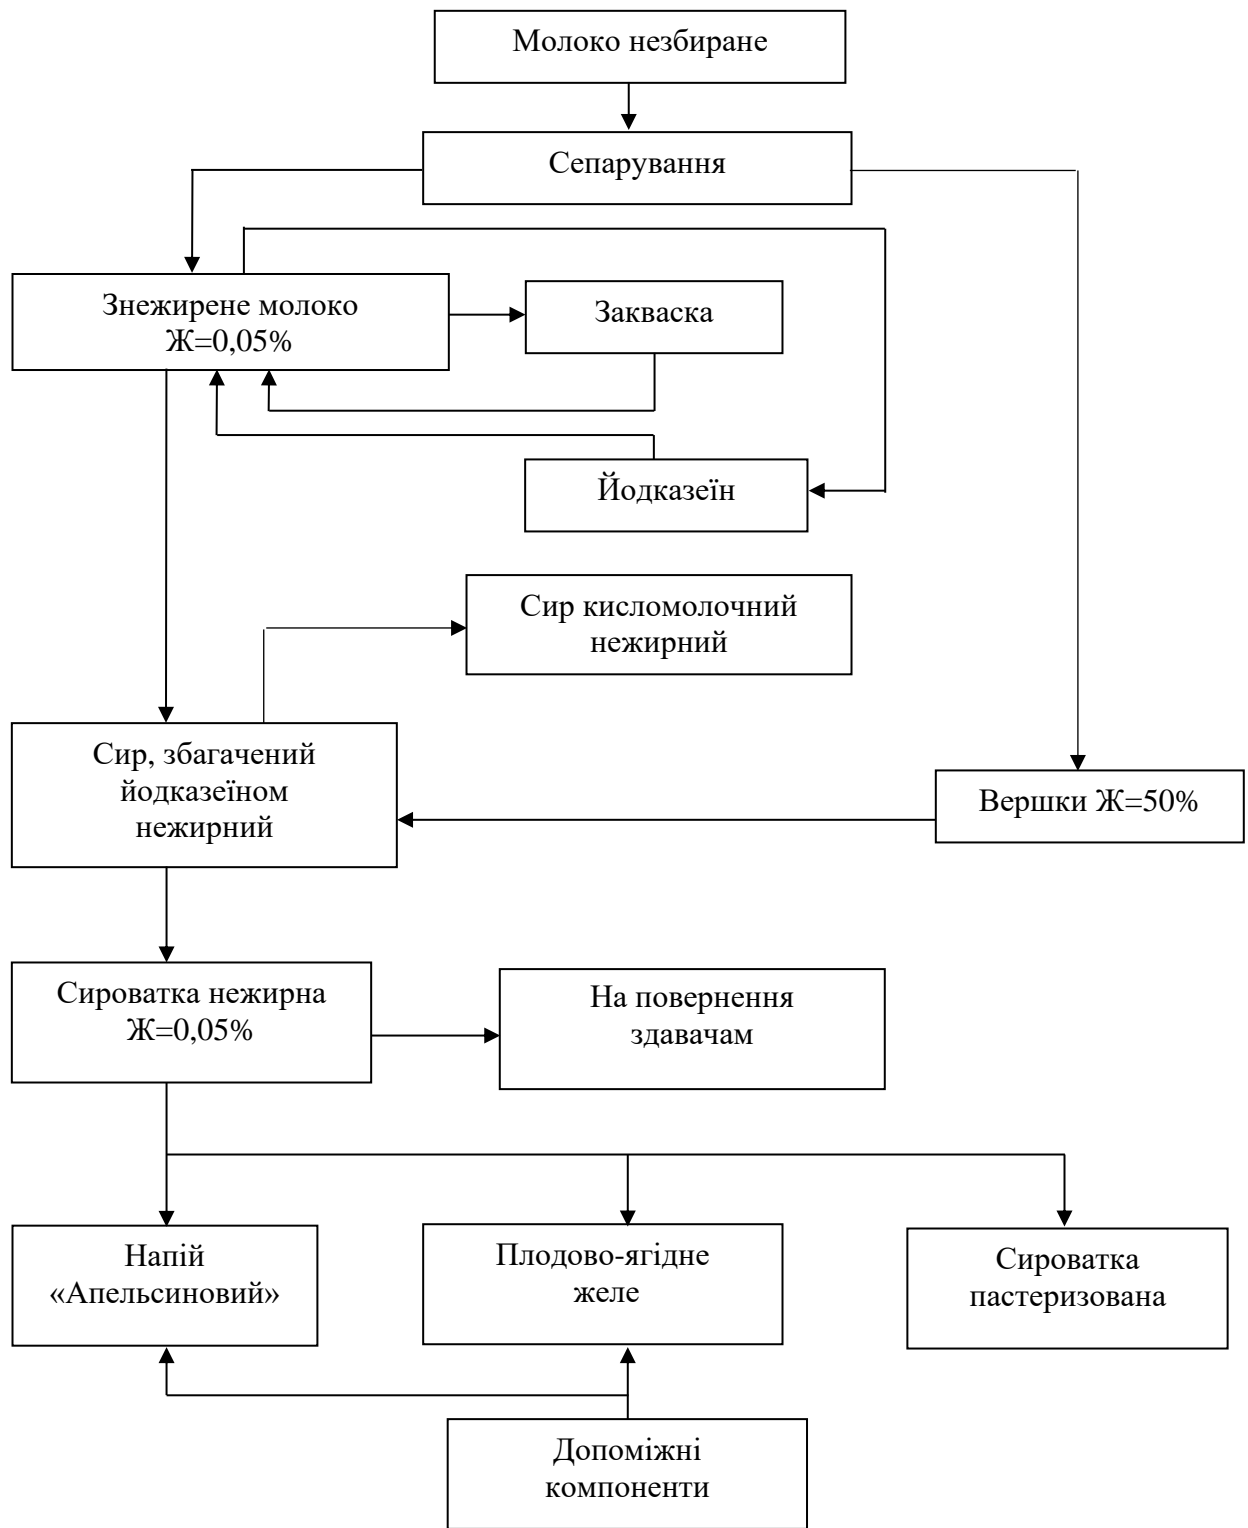 Молоко незбиране
Сепарування
Знежирене молоко
Ж=0,05%
Закваска
Йодказеїн
Сир кисломолочний
нежирний
Сир, збагачений
йодказеїном
нежирний
Вершки Ж=50%
Сироватка нежирна
Ж=0,05%
На повернення
здавачам
Напій
«Апельсиновий»
Плодово-ягідне
желе
Сироватка
пастеризована
Допоміжні
компоненти